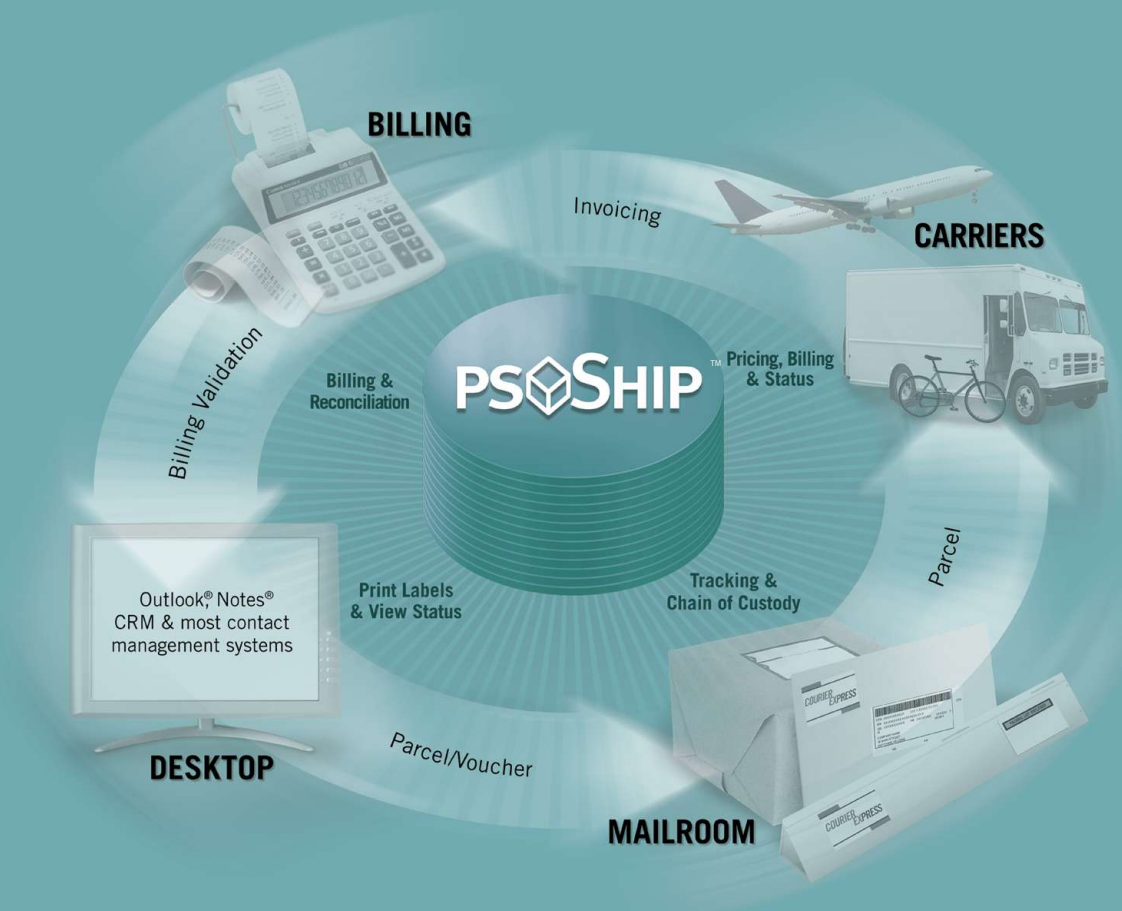 BILLING
Invoicing
CARRIERS
PSSHIP™
Pricing, Billing
& Status
Billing &
Reconciliation
Billing Validation
Parcel
Outlook®, Notes®
CRM & most contact
management systems
Print Labels
& View Status
Tracking &
Chain of Custody
COURIER
EXPRESS
DESKTOP
Parcel/Voucher
MAILROOM
COURIER
EXPRESS